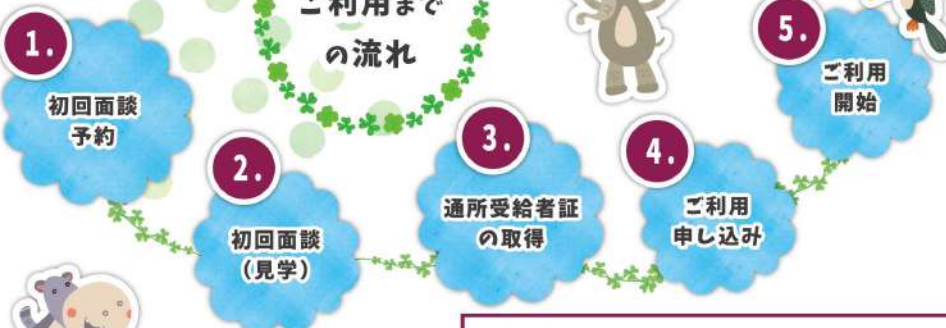 ご利用まで
の流れ
1.
初回面談
予約
2.
初回面談
(見学)
3.
通所受給者証
の取得
4.
ご利用
申し込み
5.
ご利用
開始